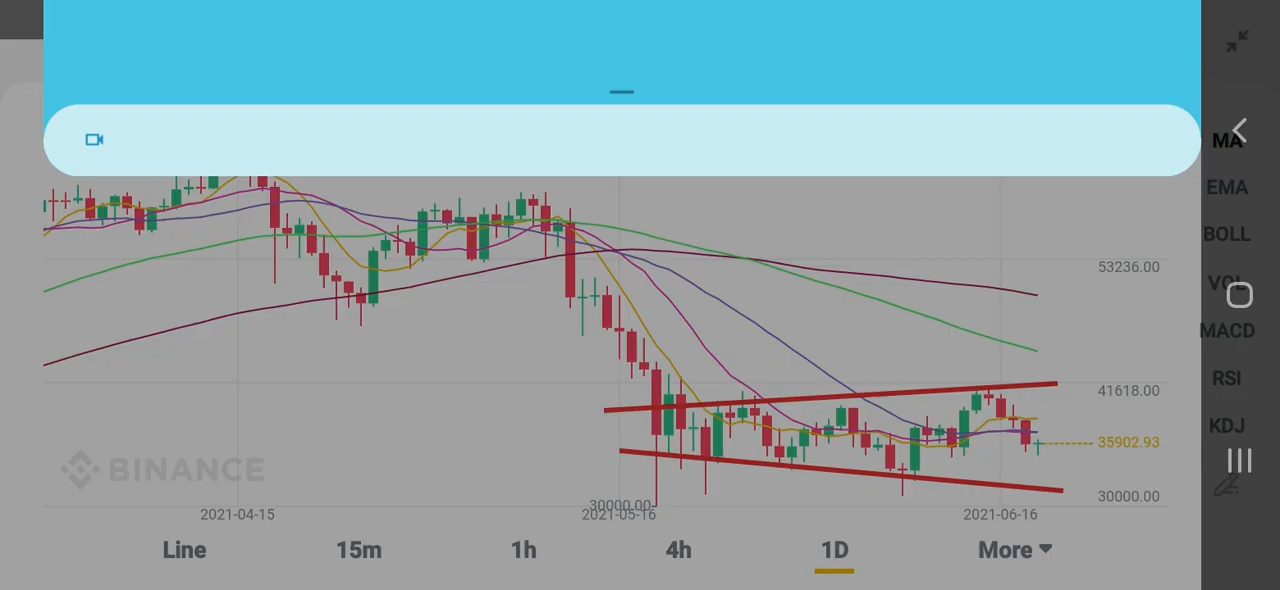 MA
EMA
BOLL
53236.00
VOL
MACD
RSI
41618.00
KDJ
35902.93
BINANCE
30000.00
30000.00
2021-04-15
2021-05-16
2021-06-16
Line 15m 1h 4h 1D More